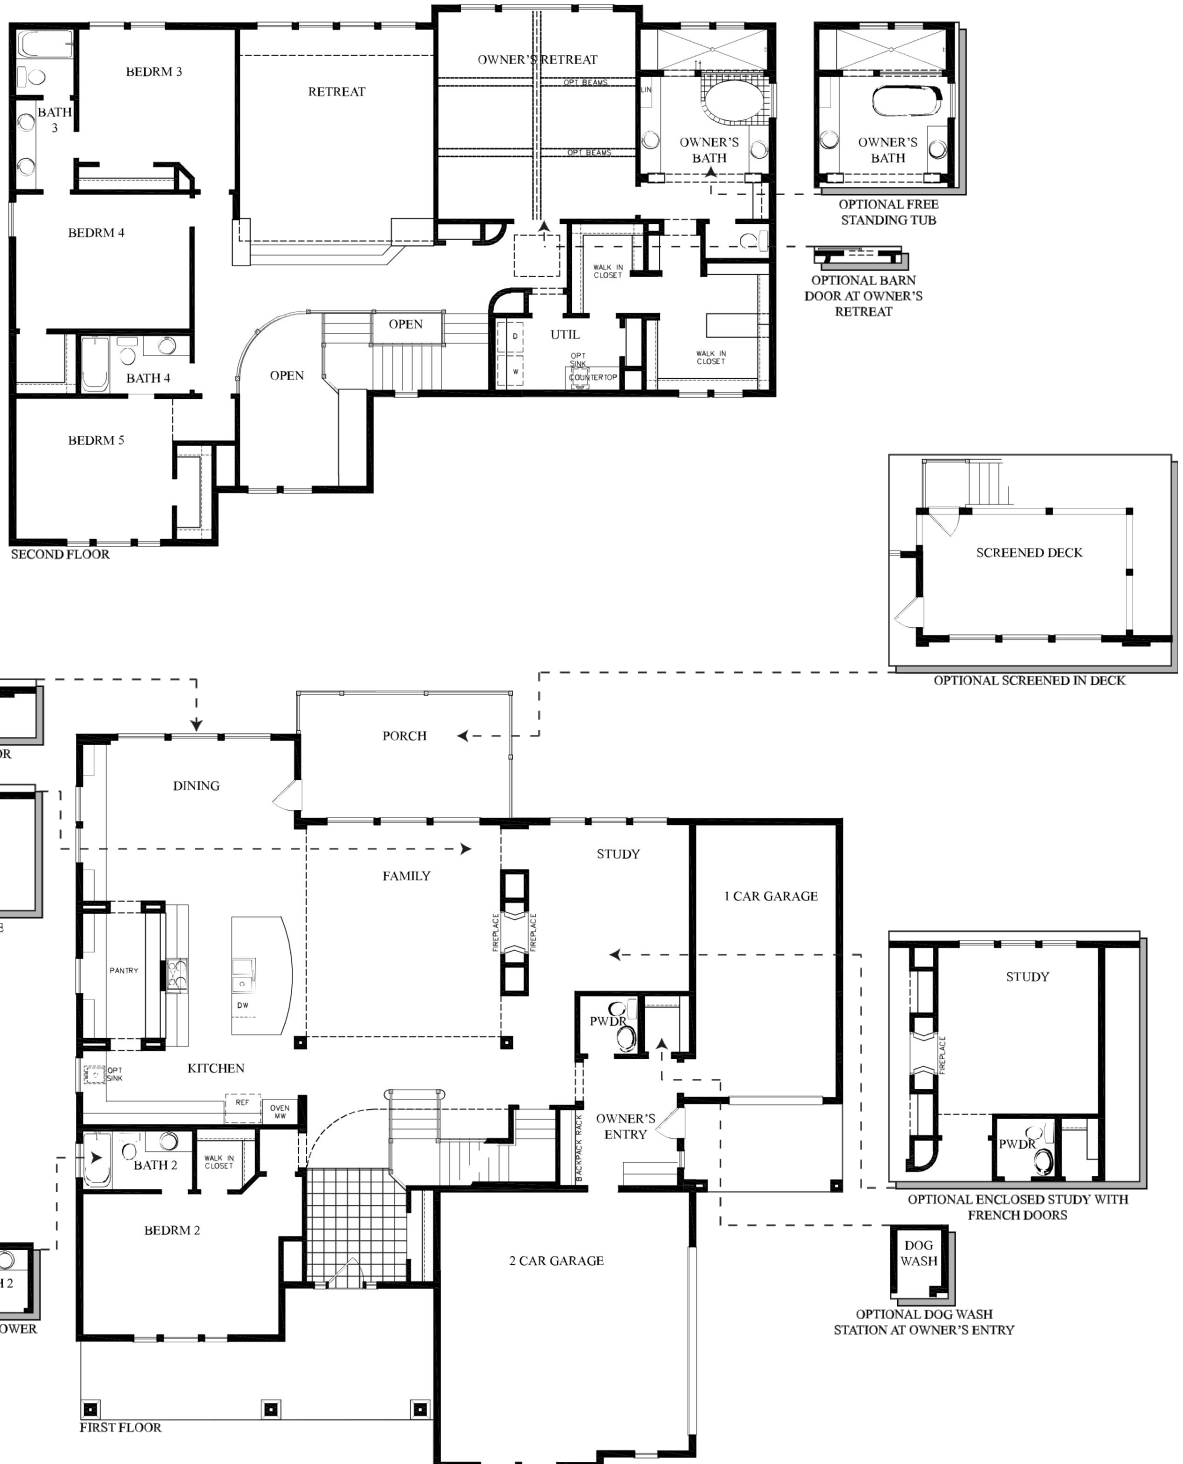 BEDRM 3
BATH
3
RETREAT
OWNER'S RETREAT
OPT BEAMS
OPT BEAMS
LIN
OWNER'S
BATH
OWNER'S
BATH
OPTIONAL FREE
STANDING TUB
BEDRM 4
WALK IN
CLOSET
OPTIONAL BARN
DOOR AT OWNER'S
RETREAT
OPEN
OPEN
D
W
UTIL
OPT
SINK
COUNTERTOP
WALK IN
CLOSET
BATH 4
BEDRM 5
SECOND FLOOR
SCREENED DECK
OPTIONAL SCREENED IN DECK
OR
PORCH
DINING
E
FAMILY
STUDY
1 CAR GARAGE
FIREPLACE
FIREPLACE
PANTRY
DW
STUDY
FIREPLACE
PWDR
PWDR
KITCHEN
OPT
SINK
REF
OVEN
MW
OWNER'S
ENTRY
BACKPACK RACK
BATH 2
WALK IN
CLOSET
OPTIONAL ENCLOSED STUDY WITH
FRENCH DOORS
BEDRM 2
2 CAR GARAGE
DOG
WASH
H 2
OWER
OPTIONAL DOG WASH
STATION AT OWNER'S ENTRY
FIRST FLOOR